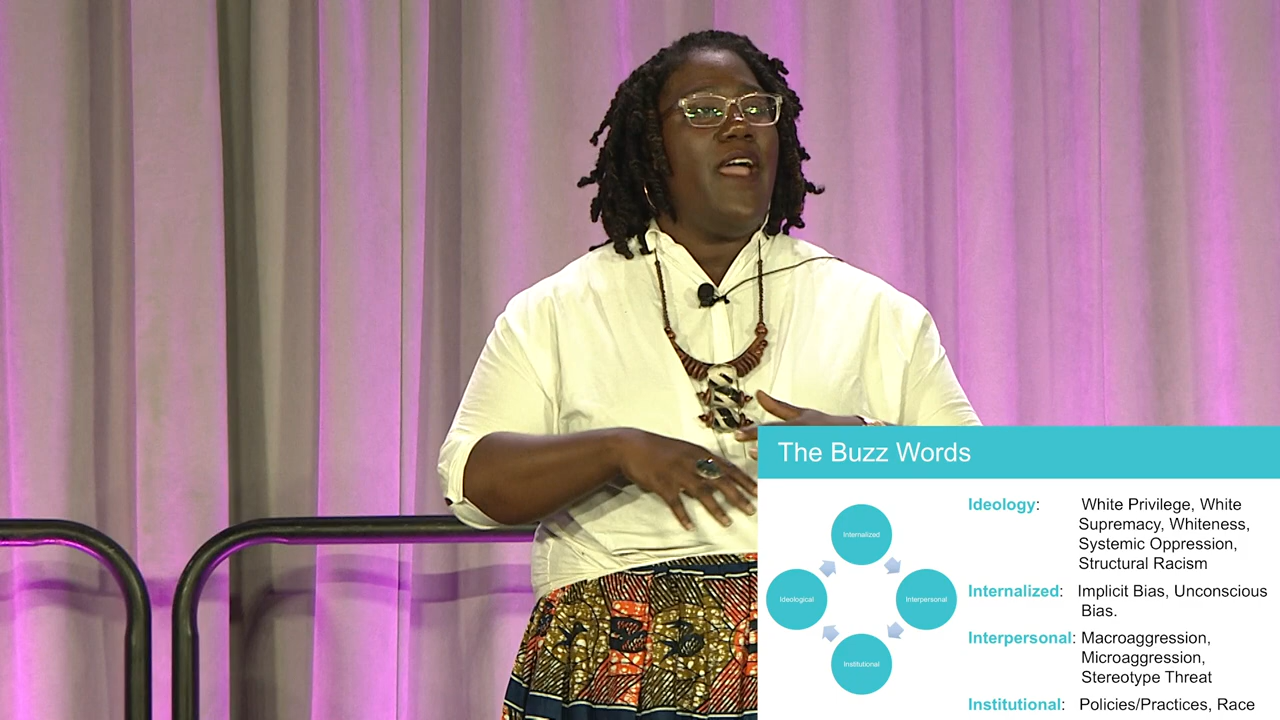 The Buzz Words
Internalized
Ideological
Interpersonal
Institutional
Ideology: White Privilege, White
Supremacy, Whiteness,
Systemic Oppression,
Structural Racism
Internalized: Implicit Bias, Unconscious
Bias.
Interpersonal: Macroaggression,
Microaggression,
Stereotype Threat
Institutional: Policies/Practices, Race